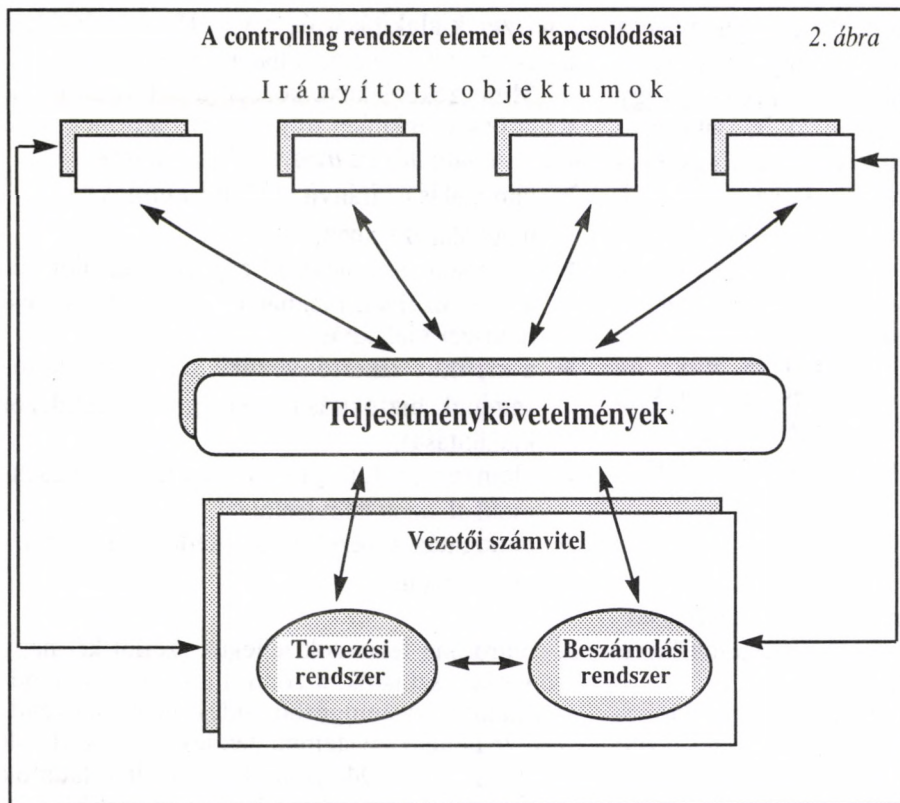 A controlling rendszer elemei és kapcsolódásai 2. ábra
Irányított objektumok
Teljesítménykövetelmények
Vezetői számvitel
Tervezési
rendszer
Beszámolási
rendszer